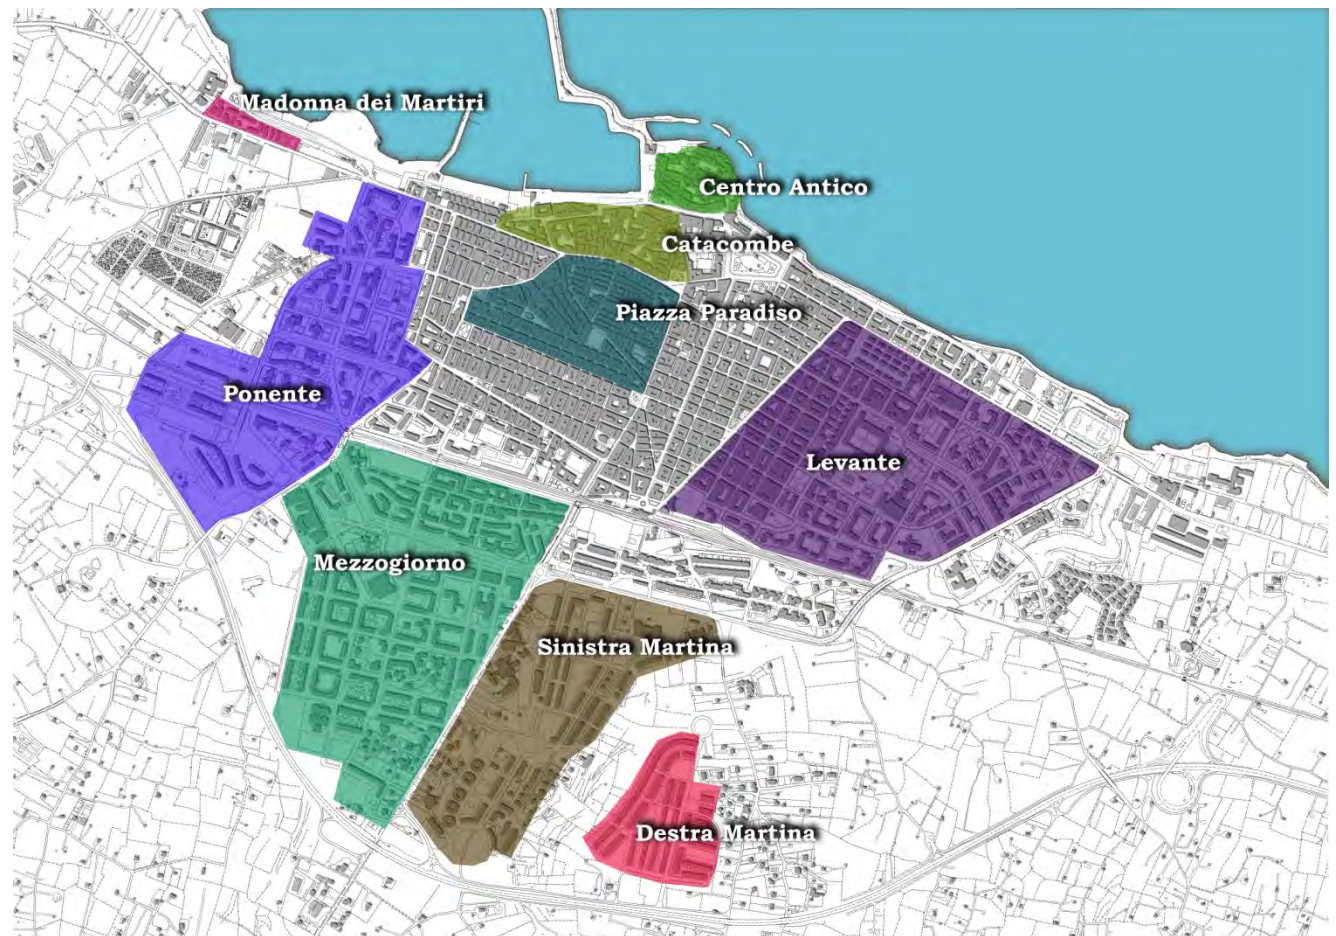 Madonna dei Martiri
Centro Antico
Catacombe
Piazza Paradiso
Ponente
Levante
Mezzogiorno
Sinistra Martina
Destra Martina